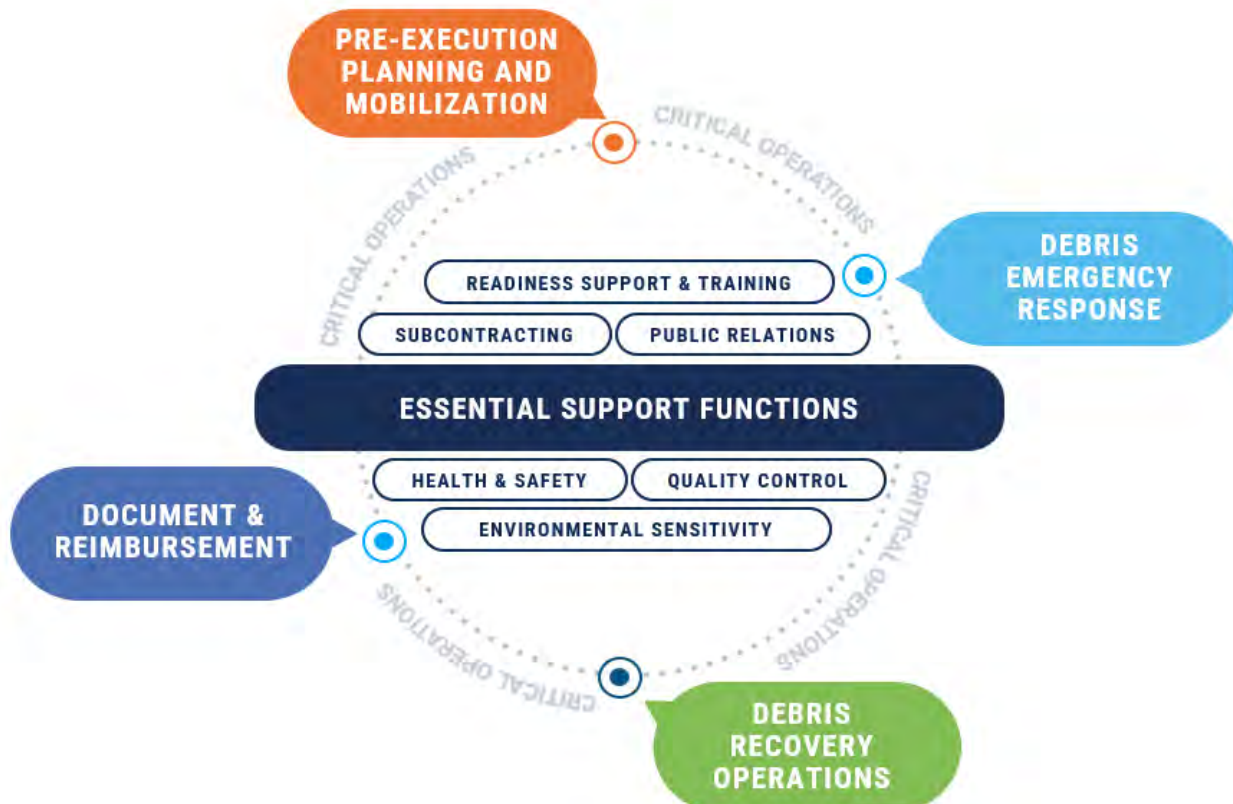 PRE-EXECUTION
PLANNING AND
MOBILIZATION
CRITICAL OPERATIONS
CRITICAL OPERATIONS
DEBRIS
EMERGENCY
RESPONSE
READINESS SUPPORT & TRAINING
SUBCONTRACTING
PUBLIC RELATIONS
ESSENTIAL SUPPORT FUNCTIONS
HEALTH & SAFETY
QUALITY CONTROL
ENVIRONMENTAL SENSITIVITY
DOCUMENT &
REIMBURSEMENT
CRITICAL OPERATIONS
CRITICAL OPERATIONS
DEBRIS
RECOVERY
OPERATIONS